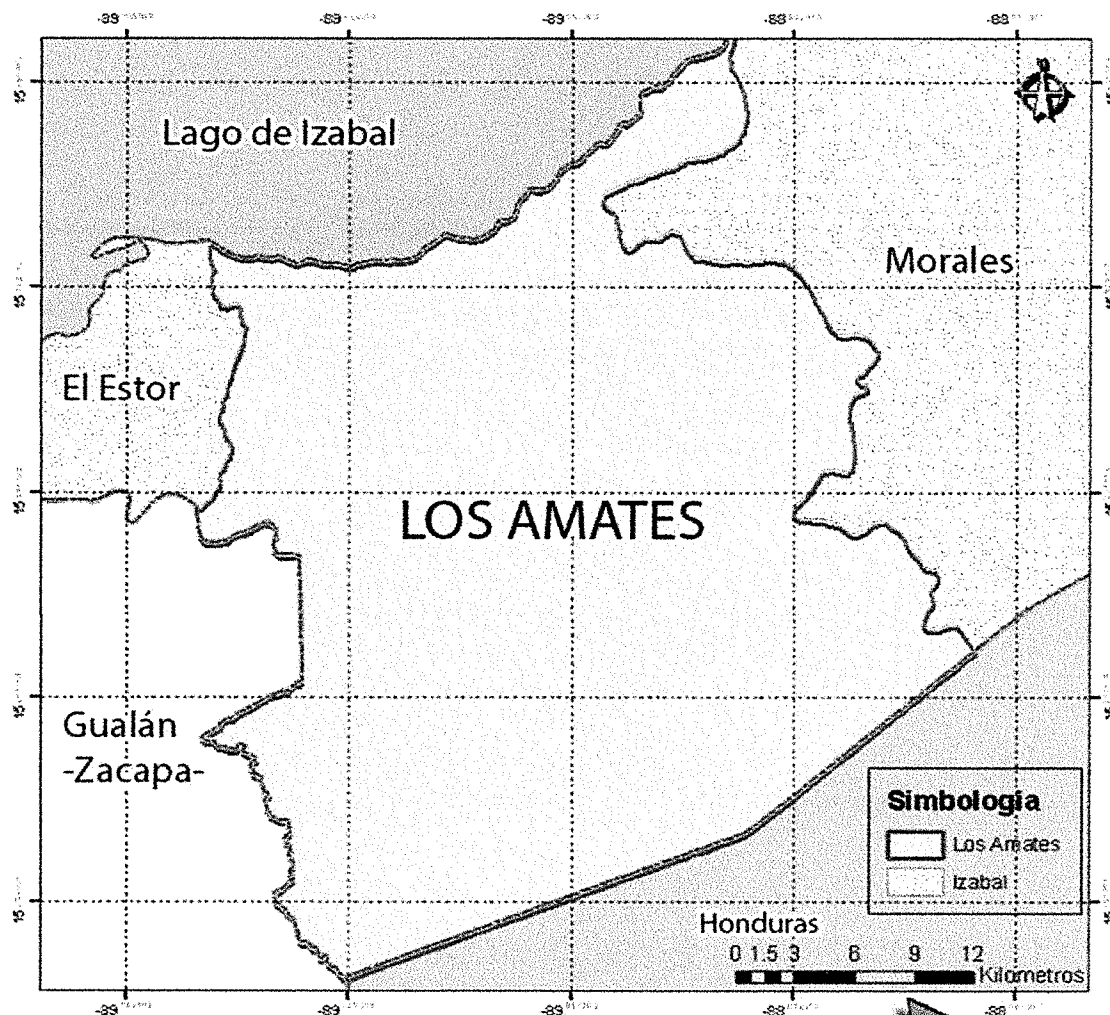 Lago de Izabal
Morales
El Estor
LOS AMATES
Gualán
-Zacapa-
Simbología
Los Amates
Izabal
Honduras
0 1.5 3 6 9 12
Kilómetros